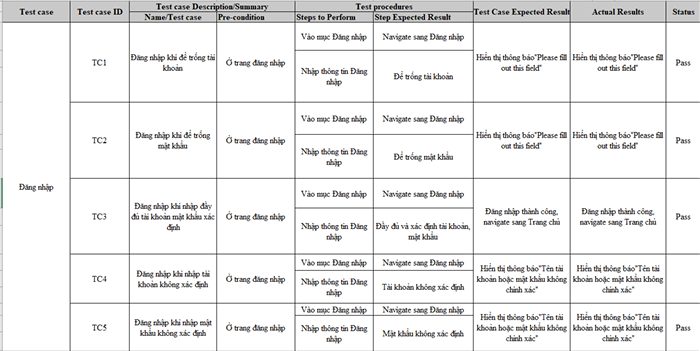 Test case
Test case ID
Test case Description/Summary
Test procedures
Test Case Expected Result
Actual Results
Status
Name/Test case
Pre-condition
Steps to Perform
Step Expected Result
Đăng nhập
TC1
Đăng nhập khi để trống tài
khoản
Ở trang đăng nhập
Vào mục Đăng nhập
Navigate sang Đăng nhập
Nhập thông tin Đăng
nhập
Để trống tài khoản
Hiển thị thông báo"Please fill
out this field"
Hiển thị thông báo"Please fill
out this field"
Pass
TC2
Đăng nhập khi để trống
mật khẩu
Ở trang đăng nhập
Vào mục Đăng nhập
Navigate sang Đăng nhập
Nhập thông tin Đăng
nhập
Để trống mật khẩu
Hiển thị thông báo"Please fill
out this field"
Hiển thị thông báo"Please fill
out this field"
Pass
TC3
Đăng nhập khi nhập đầy
đủ tài khoản mật khẩu xác
định
Ở trang đăng nhập
Vào mục Đăng nhập
Navigate sang Đăng nhập
Nhập thông tin Đăng
nhập
Đầy đủ và xác định tài khoản,
mật khẩu
Đăng nhập thành công,
navigate sang Trang chủ
Đăng nhập thành công,
navigate sang Trang chủ
Pass
TC4
Đăng nhập khi nhập tài
khoản không xác định
Ở trang đăng nhập
Vào mục Đăng nhập
Navigate sang Đăng nhập
Nhập thông tin Đăng
nhập
Tài khoản không xác định
Hiển thị thông báo"Tên tài
khoản hoặc mật khẩu không
chính xác"
Hiển thị thông báo"Tên tài
khoản hoặc mật khẩu không
chính xác"
Pass
TC5
Đăng nhập khi nhập mật
khẩu không xác định
Ở trang đăng nhập
Vào mục Đăng nhập
Navigate sang Đăng nhập
Nhập thông tin Đăng
nhập
Mật khẩu không xác định
Hiển thị thông báo"Tên tài
khoản hoặc mật khẩu không
chính xác"
Hiển thị thông báo"Tên tài
khoản hoặc mật khẩu không
chính xác"
Pass